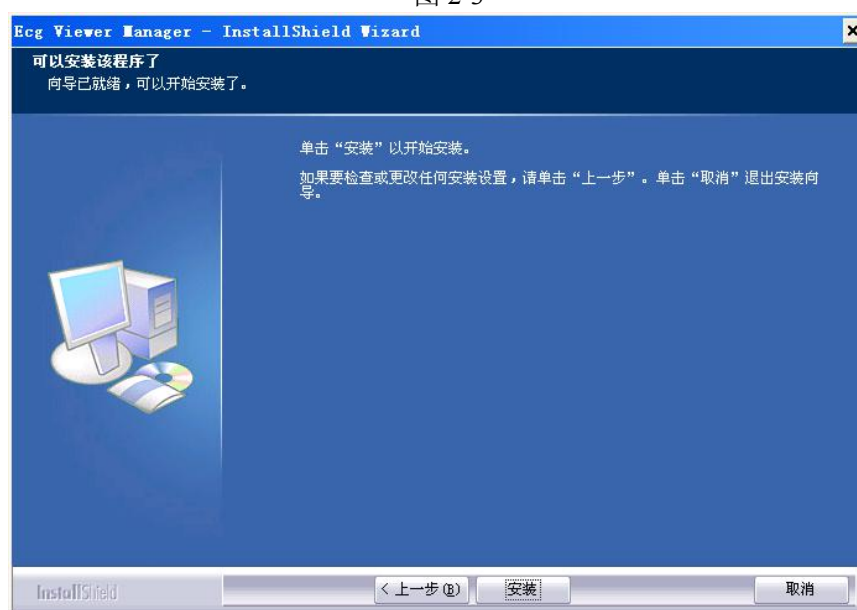 图 2-3
Ecg Viewer Manager - InstallShield Wizard
可以安装该程序了
向导已就绪，可以开始安装了。
单击“安装”以开始安装。
如果要检查或更改任何安装设置，请单击“上一步”。单击“取消”退出安装向
导。
InstallShield
< 上一步(B)
安装
取消